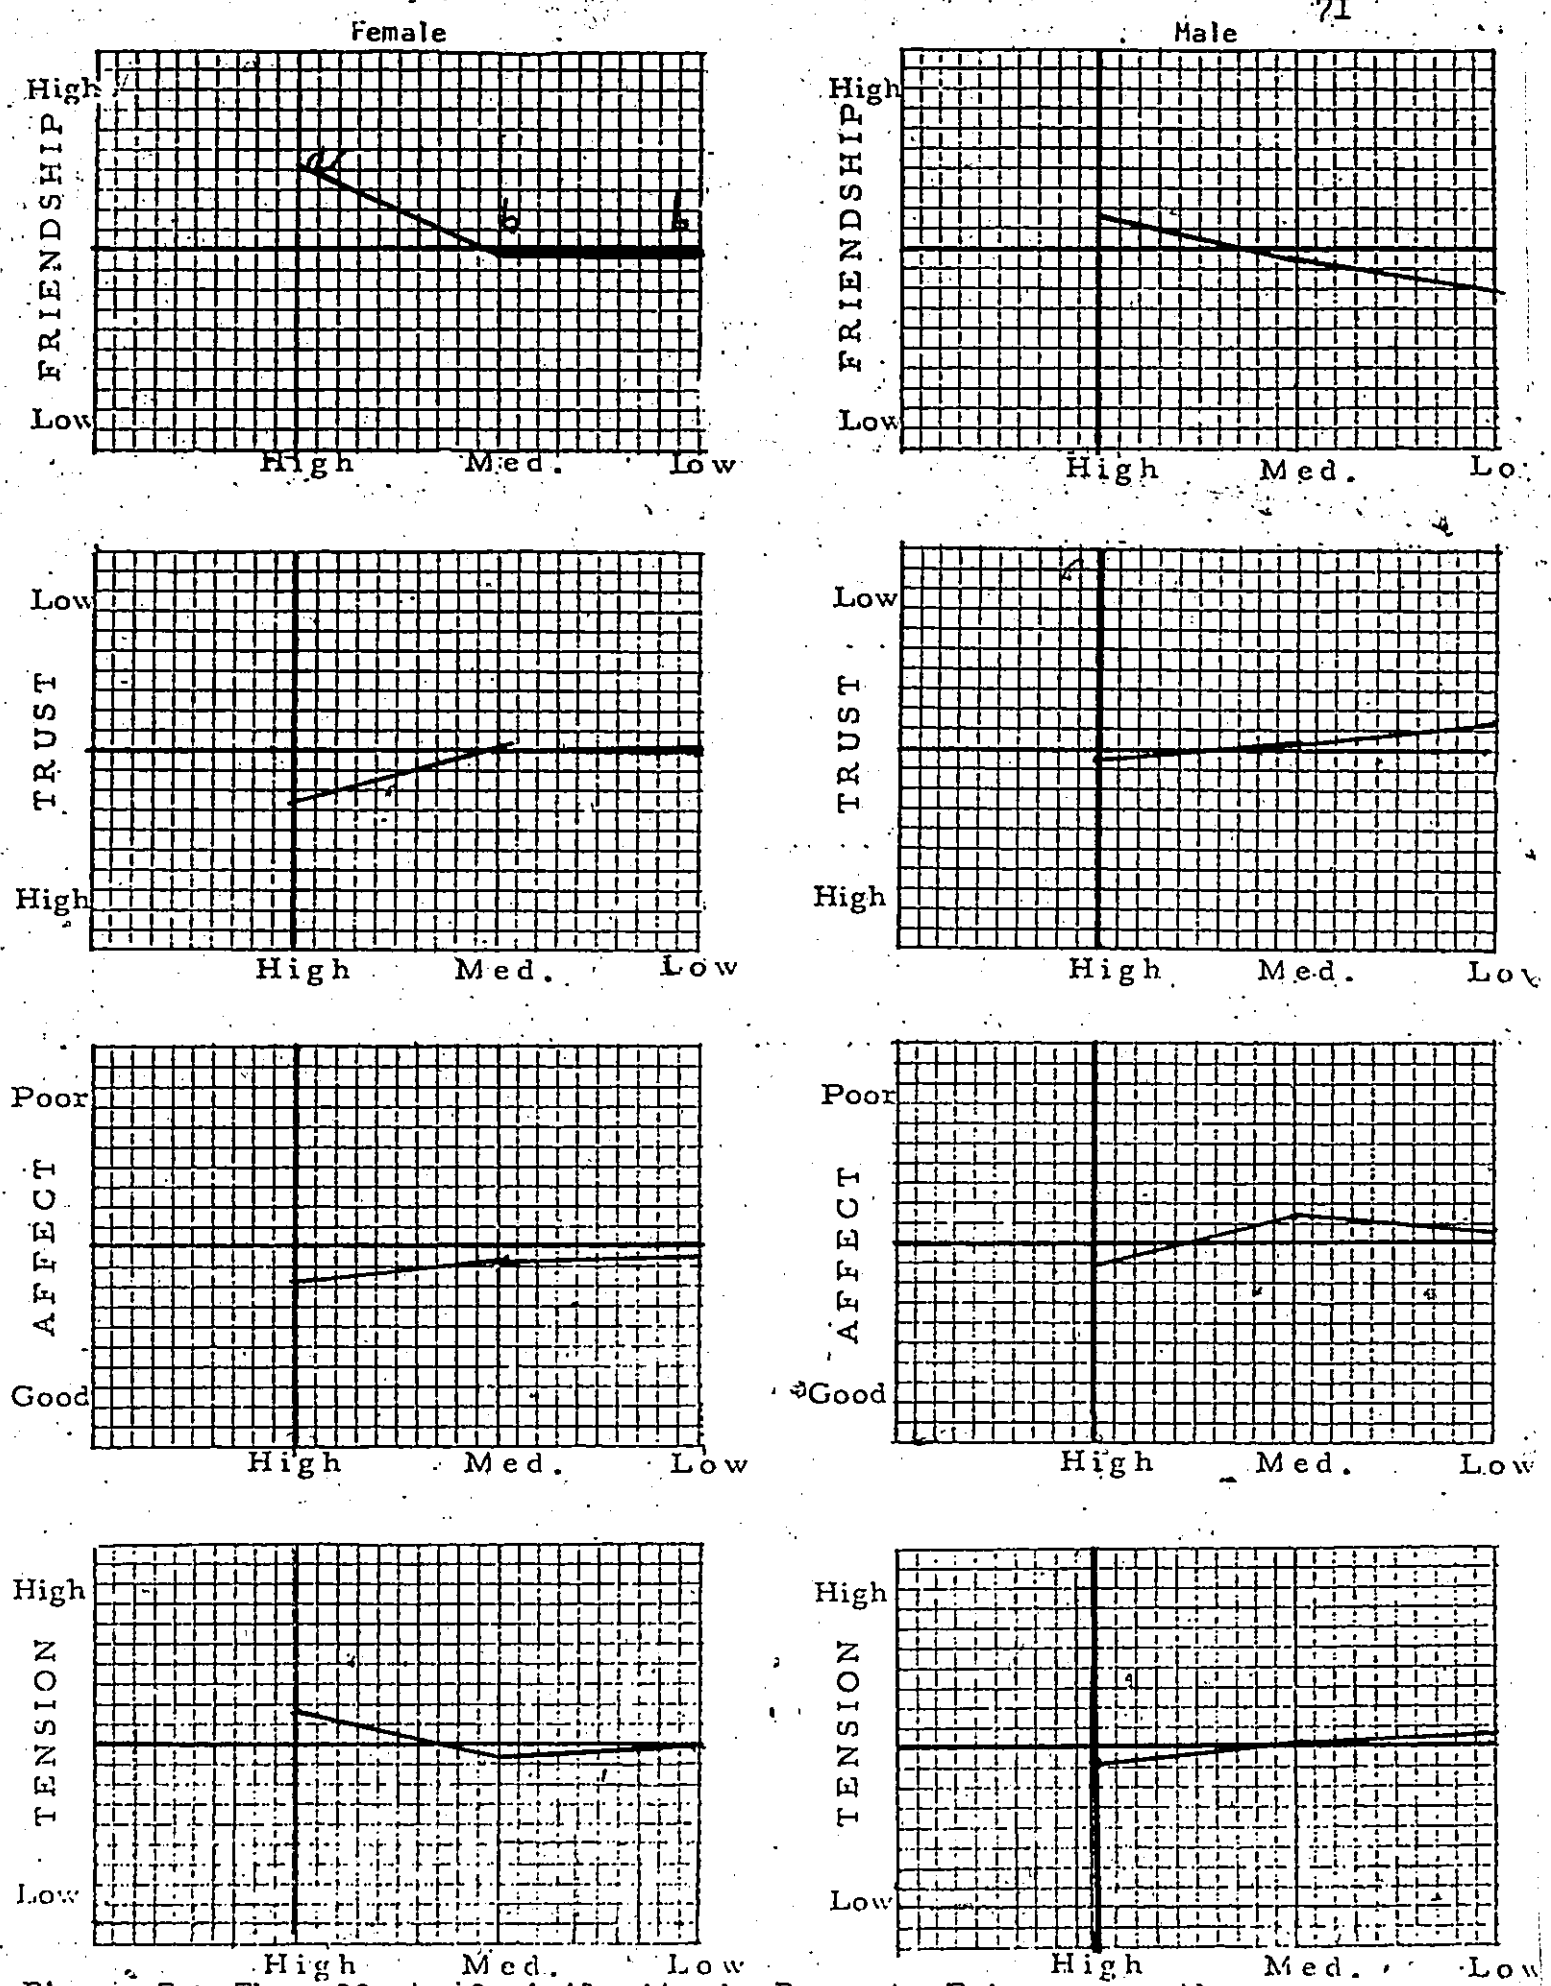 71
Female Male
High High
FRIENDSHIP FRIENDSHIP
a
b b
Low Low
High Med. Low High Med. Lo
Low Low
TRUST TRUST
High High
High Med. Low High Med. Lo
Poor Poor
AFFECT AFFECT
Good Good
High Med. Low High Med. Low
High High
TENSION TENSION
Low Low
High Med. Low High Med. Low